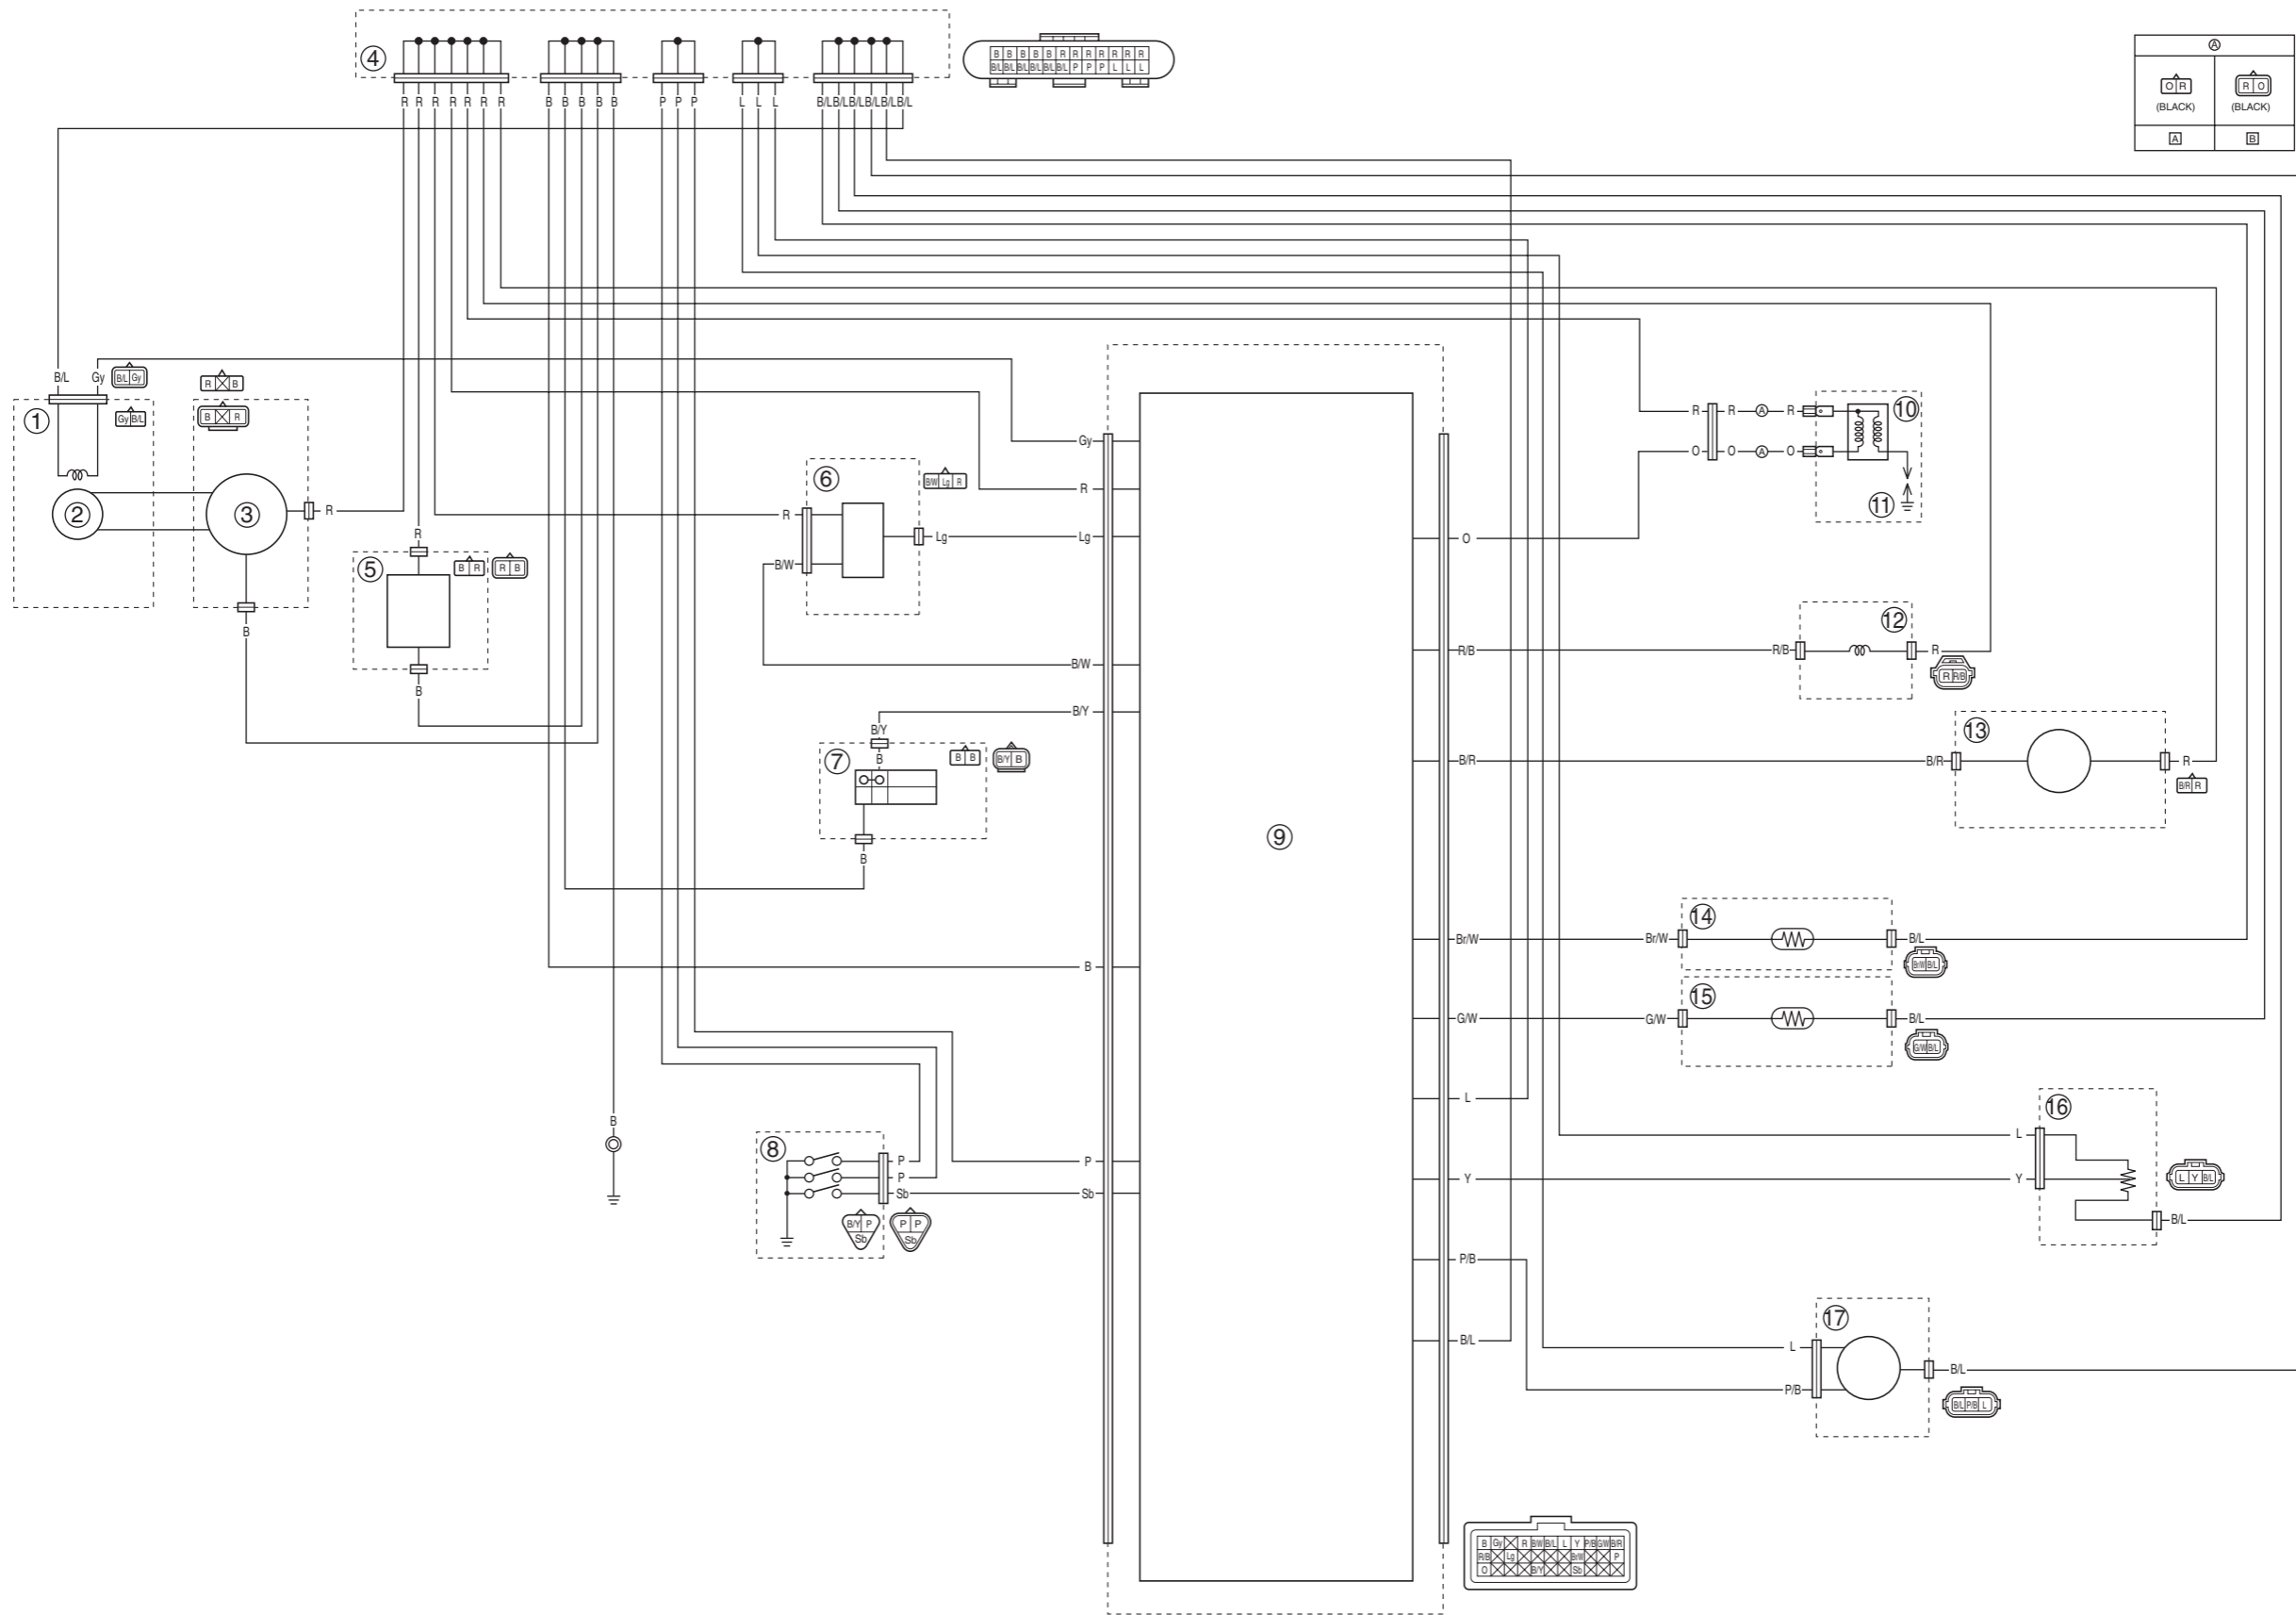 ④
B B B B B R R R R R R R
B/L B/L B/L B/L B/L B/L P P P L L L
Ⓐ
O R
R O
(BLACK)
(BLACK)
A
B
R R R R R R R
B B B B B
P P P
L L L
B/L B/L B/L B/L B/L B/L
B/L
Gy
B/L Gy
Gy B/L
①
②
R B
B R
③
R
B
R
⑤
B R
R B
B
⑥
B/W Lg R
R
Lg
B/W
Gy
R
Lg
B/W
B/Y
B/Y
B
⑦
B B
B/Y B
B
B
B
⑧
P
P
Sb
B/Y P
Sb
P P
Sb
P
Sb
⑨
O
R/B
B/R
Br/W
G/W
L
Y
P/B
B/L
R R Ⓐ R
O O Ⓐ O
⑩
⑪
⑫
R/B
R
R R/B
⑬
B/R
R
B/R R
⑭
Br/W
B/L
Br/W B/L
⑮
G/W
B/L
G/W B/L
⑯
L
Y
B/L
L Y B/L
⑰
L
P/B
B/L
B/L P/B L
B Gy R B/W B/L L Y P/B G/W B/R
R/B Lg Br/W P
O B/Y Sb